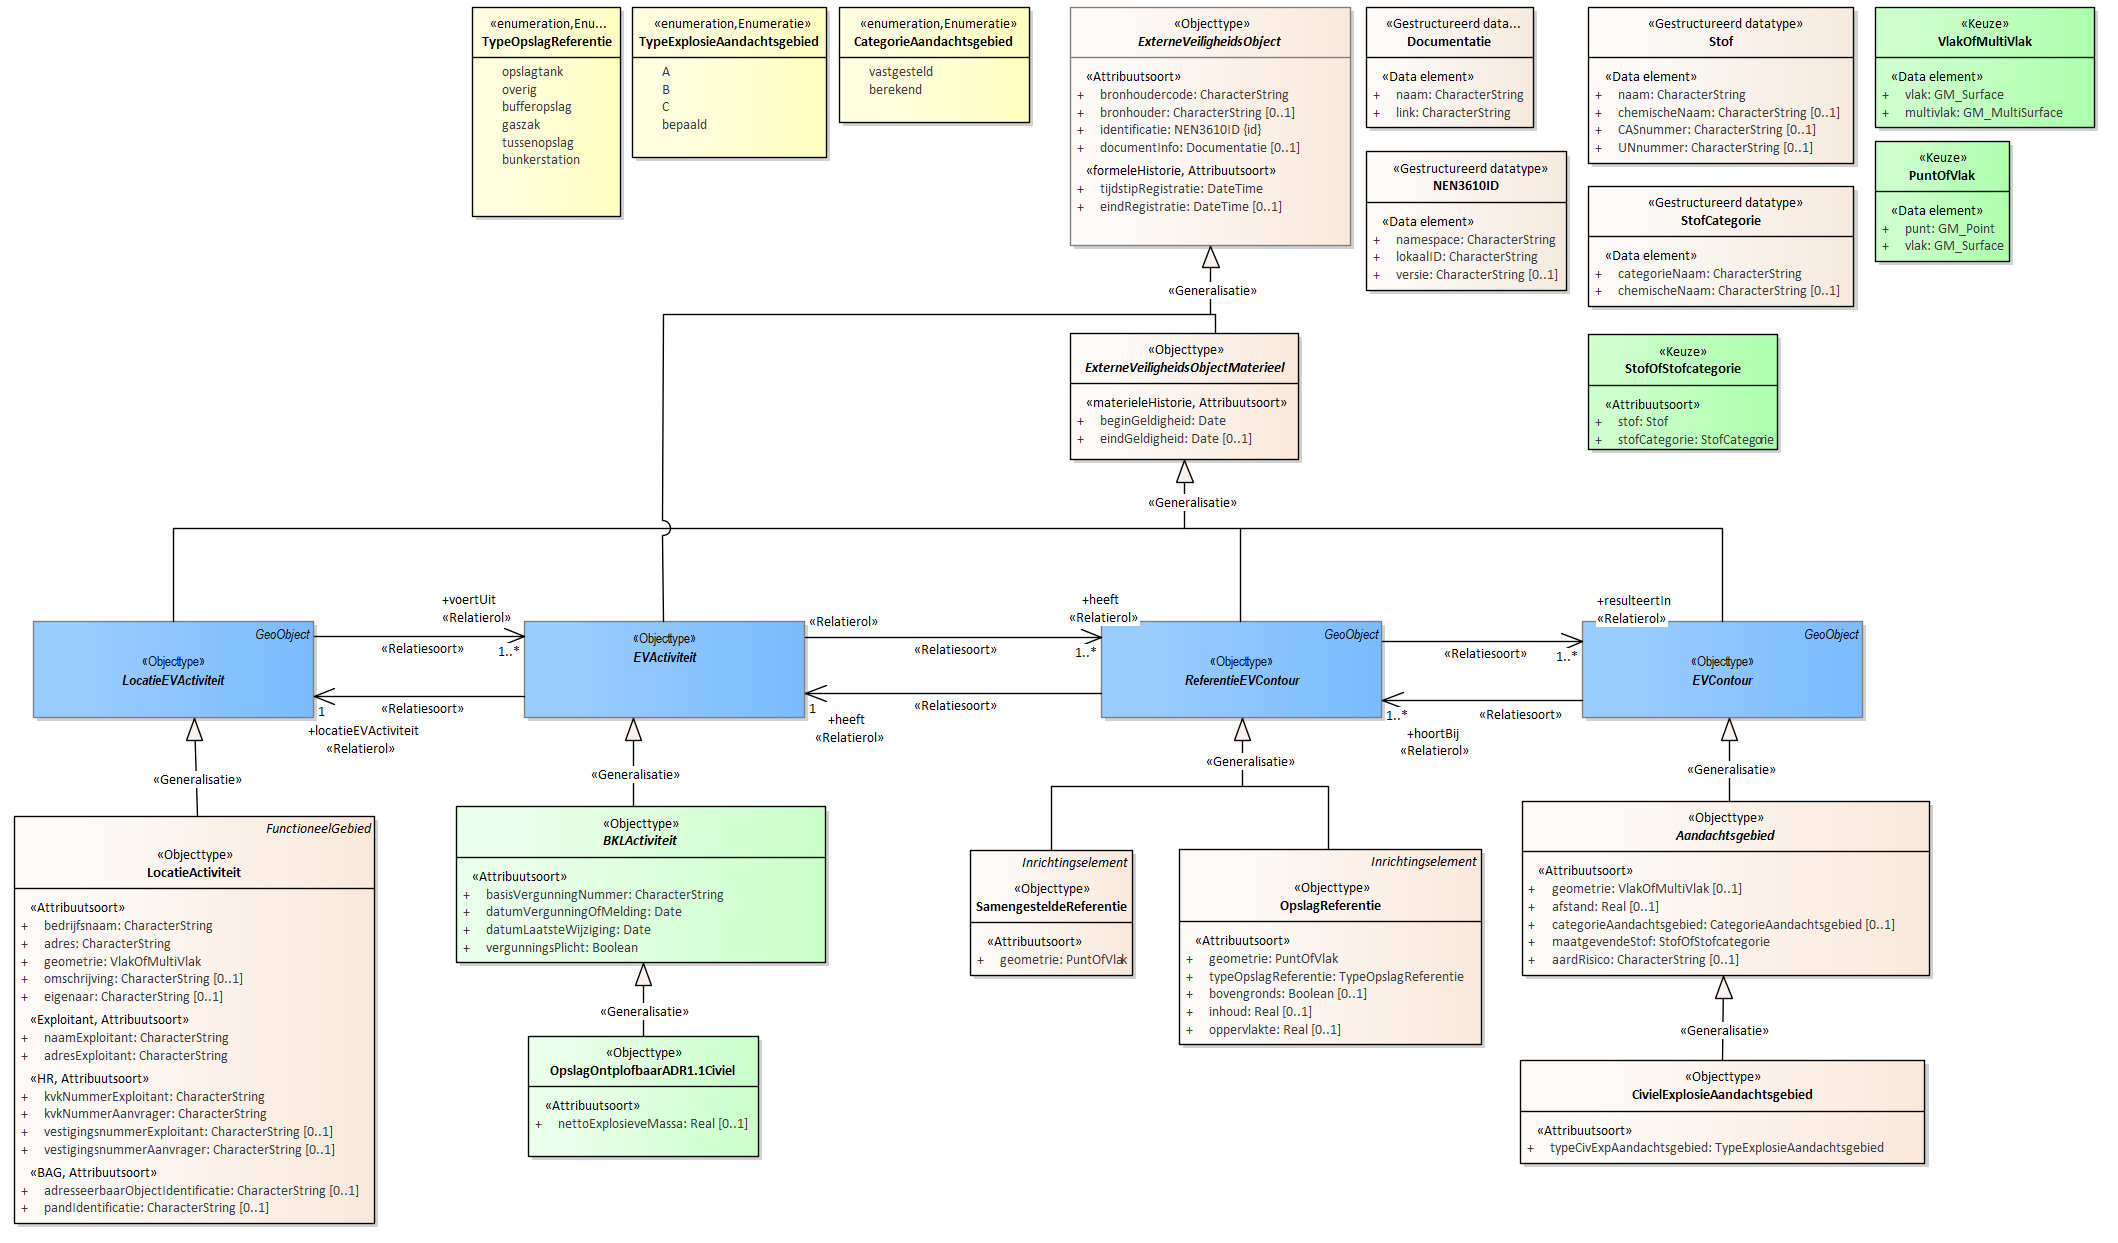 «enumeration,Enu...
TypeOpslagReferentie
opslagtank
overig
bufferopslag
gaszak
tussenopslag
bunkerstation
«enumeration,Enumeratie»
TypeExplosieAandachtsgebied
A
B
C
bepaald
«enumeration,Enumeratie»
CategorieAandachtsgebied
vastgesteld
berekend
«Objecttype»
ExterneVeiligheidsObject
«Attribuutsoort»
+ bronhoudercode: CharacterString
+ bronhouder: CharacterString [0..1]
+ identificatie: NEN3610ID {id}
+ documentInfo: Documentatie [0..1]
«formeleHistorie, Attribuutsoort»
+ tijdstipRegistratie: DateTime
+ eindRegistratie: DateTime [0..1]
«Gestructureerd data...
Documentatie
«Data element»
+ naam: CharacterString
+ link: CharacterString
«Gestructureerd datatype»
NEN3610ID
«Data element»
+ namespace: CharacterString
+ lokaalID: CharacterString
+ versie: CharacterString [0..1]
«Gestructureerd datatype»
Stof
«Data element»
+ naam: CharacterString
+ chemischeNaam: CharacterString [0..1]
+ CASnummer: CharacterString [0..1]
+ UNnummer: CharacterString [0..1]
«Gestructureerd datatype»
StofCategorie
«Data element»
+ categorieNaam: CharacterString
+ chemischeNaam: CharacterString [0..1]
«Keuze»
VlakOfMultiVlak
«Data element»
+ vlak: GM_Surface
+ multivlak: GM_MultiSurface
«Keuze»
PuntOfVlak
«Data element»
+ punt: GM_Point
+ vlak: GM_Surface
«Keuze»
StofOfStofcategorie
«Attribuutsoort»
+ stof: Stof
+ stofCategorie: StofCategorie
«Generalisatie»
«Objecttype»
ExterneVeiligheidsObjectMaterieel
«materieleHistorie, Attribuutsoort»
+ beginGeldigheid: Date
+ eindGeldigheid: Date [0..1]
«Generalisatie»
GeoObject
«Objecttype»
LocatieEVActiviteit
+voertUit
«Relatierol»
«Relatiesoort»
1..*
«Relatiesoort»
1
+locatieEVActiviteit
«Relatierol»
«Objecttype»
EVActiviteit
«Relatierol»
+heeft
«Relatierol»
«Relatiesoort»
1..*
«Relatiesoort»
1
+heeft
«Relatierol»
GeoObject
«Objecttype»
ReferentieEVContour
+resulteertIn
«Relatierol»
«Relatiesoort»
1..*
«Relatiesoort»
1..*
+hoortBij
«Relatierol»
GeoObject
«Objecttype»
EVContour
«Generalisatie»
FunctioneelGebied
«Objecttype»
LocatieActiviteit
«Attribuutsoort»
+ bedrijfsnaam: CharacterString
+ adres: CharacterString
+ geometrie: VlakOfMultiVlak
+ omschrijving: CharacterString [0..1]
+ eigenaar: CharacterString [0..1]
«Exploitant, Attribuutsoort»
+ naamExploitant: CharacterString
+ adresExploitant: CharacterString
«HR, Attribuutsoort»
+ kvkNummerExploitant: CharacterString
+ kvkNummerAanvrager: CharacterString
+ vestigingsnummerExploitant: CharacterString [0..1]
+ vestigingsnummerAanvrager: CharacterString [0..1]
«BAG, Attribuutsoort»
+ adresseerbaarObjectIdentificatie: CharacterString [0..1]
+ pandIdentificatie: CharacterString [0..1]
«Generalisatie»
«Objecttype»
BKLActiviteit
«Attribuutsoort»
+ basisVergunningNummer: CharacterString
+ datumVergunningOfMelding: Date
+ datumLaatsteWijziging: Date
+ vergunningsPlicht: Boolean
«Generalisatie»
«Objecttype»
OpslagOntplofbaarADR1.1Civiel
«Attribuutsoort»
+ nettoExplosieveMassa: Real [0..1]
«Generalisatie»
Inrichtingselement
«Objecttype»
SamengesteldeReferentie
«Attribuutsoort»
+ geometrie: PuntOfVlak
Inrichtingselement
«Objecttype»
OpslagReferentie
«Attribuutsoort»
+ geometrie: PuntOfVlak
+ typeOpslagReferentie: TypeOpslagReferentie
+ bovengronds: Boolean [0..1]
+ inhoud: Real [0..1]
+ oppervlakte: Real [0..1]
«Generalisatie»
«Objecttype»
Aandachtsgebied
«Attribuutsoort»
+ geometrie: VlakOfMultiVlak [0..1]
+ afstand: Real [0..1]
+ categorieAandachtsgebied: CategorieAandachtsgebied [0..1]
+ maatgevendeStof: StofOfStofcategorie
+ aardRisico: CharacterString [0..1]
«Generalisatie»
«Objecttype»
CivielExplosieAandachtsgebied
«Attribuutsoort»
+ typeCivExpAandachtsgebied: TypeExplosieAandachtsgebied